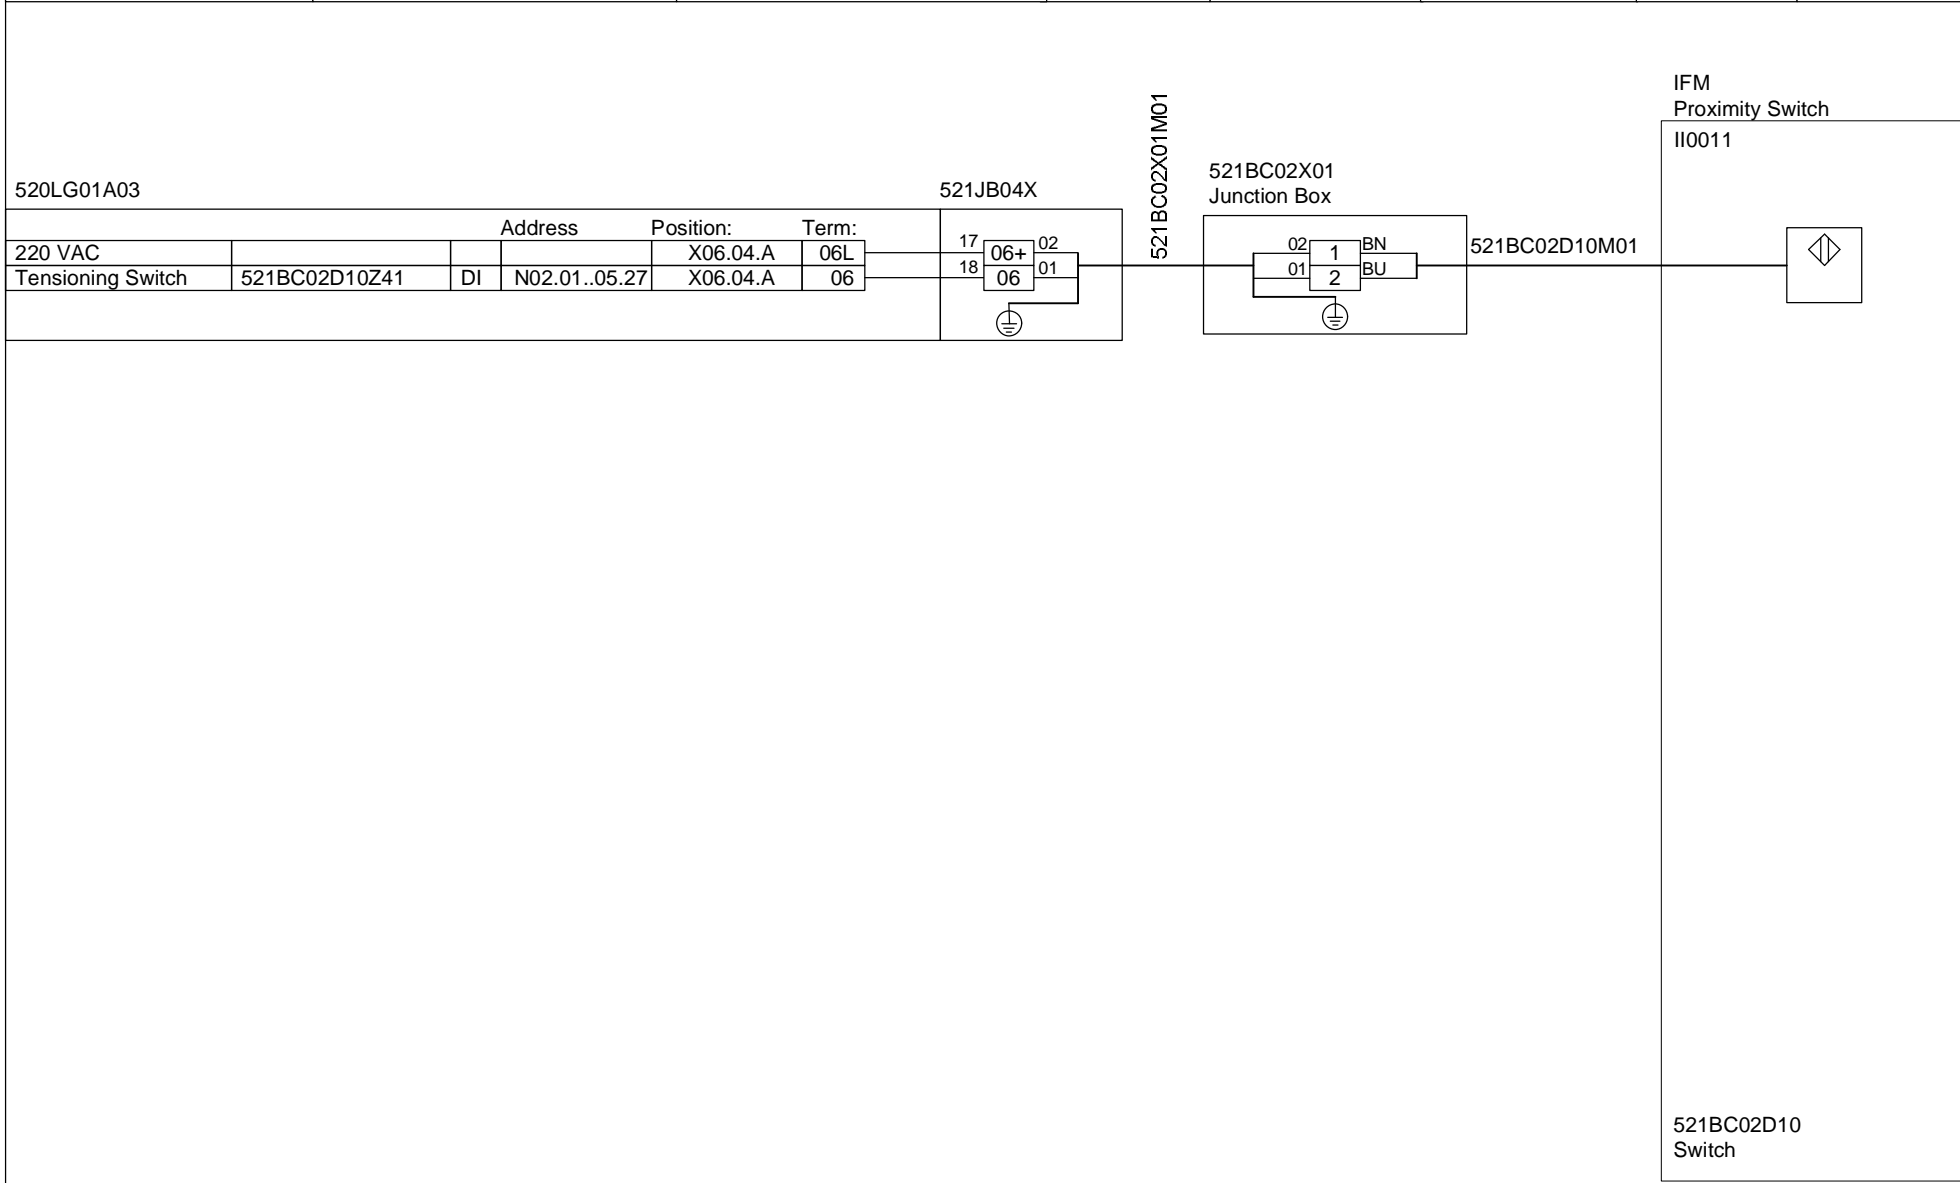 IFM
Proximity Switch
II0011
521BC02X01M01
521BC02X01
Junction Box
520LG01A03
521JB04X
Address Position: Term:
220 VAC X06.04.A 06L 17 06+ 02
Tensioning Switch 521BC02D10Z41 DI N02.01..05.27 X06.04.A 06 18 06 01
02 1 BN
01 2 BU
521BC02D10M01
521BC02D10
Switch